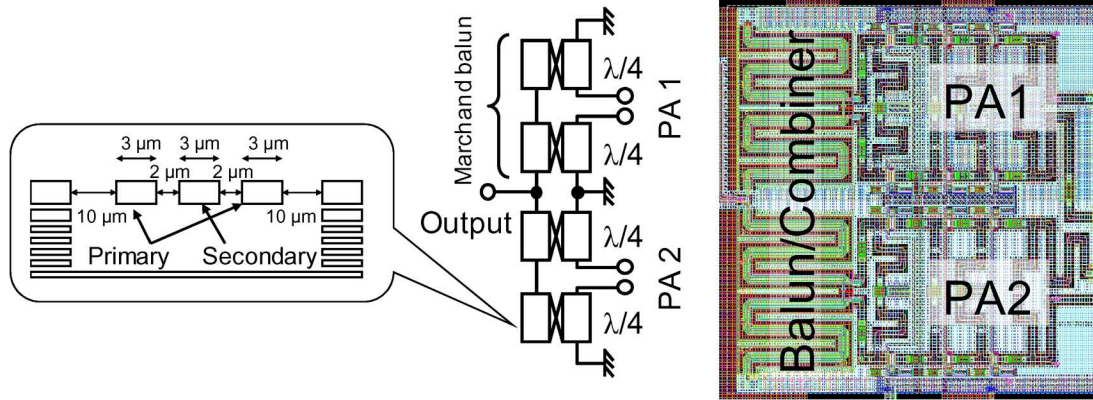 3 μm 3 μm 3 μm
2 μm 2 μm
10 μm 10 μm
Primary Secondary
Marchand balun
Output
λ/4
λ/4
λ/4
λ/4
PA 1
PA 2
Balun/Combiner
PA1
PA2